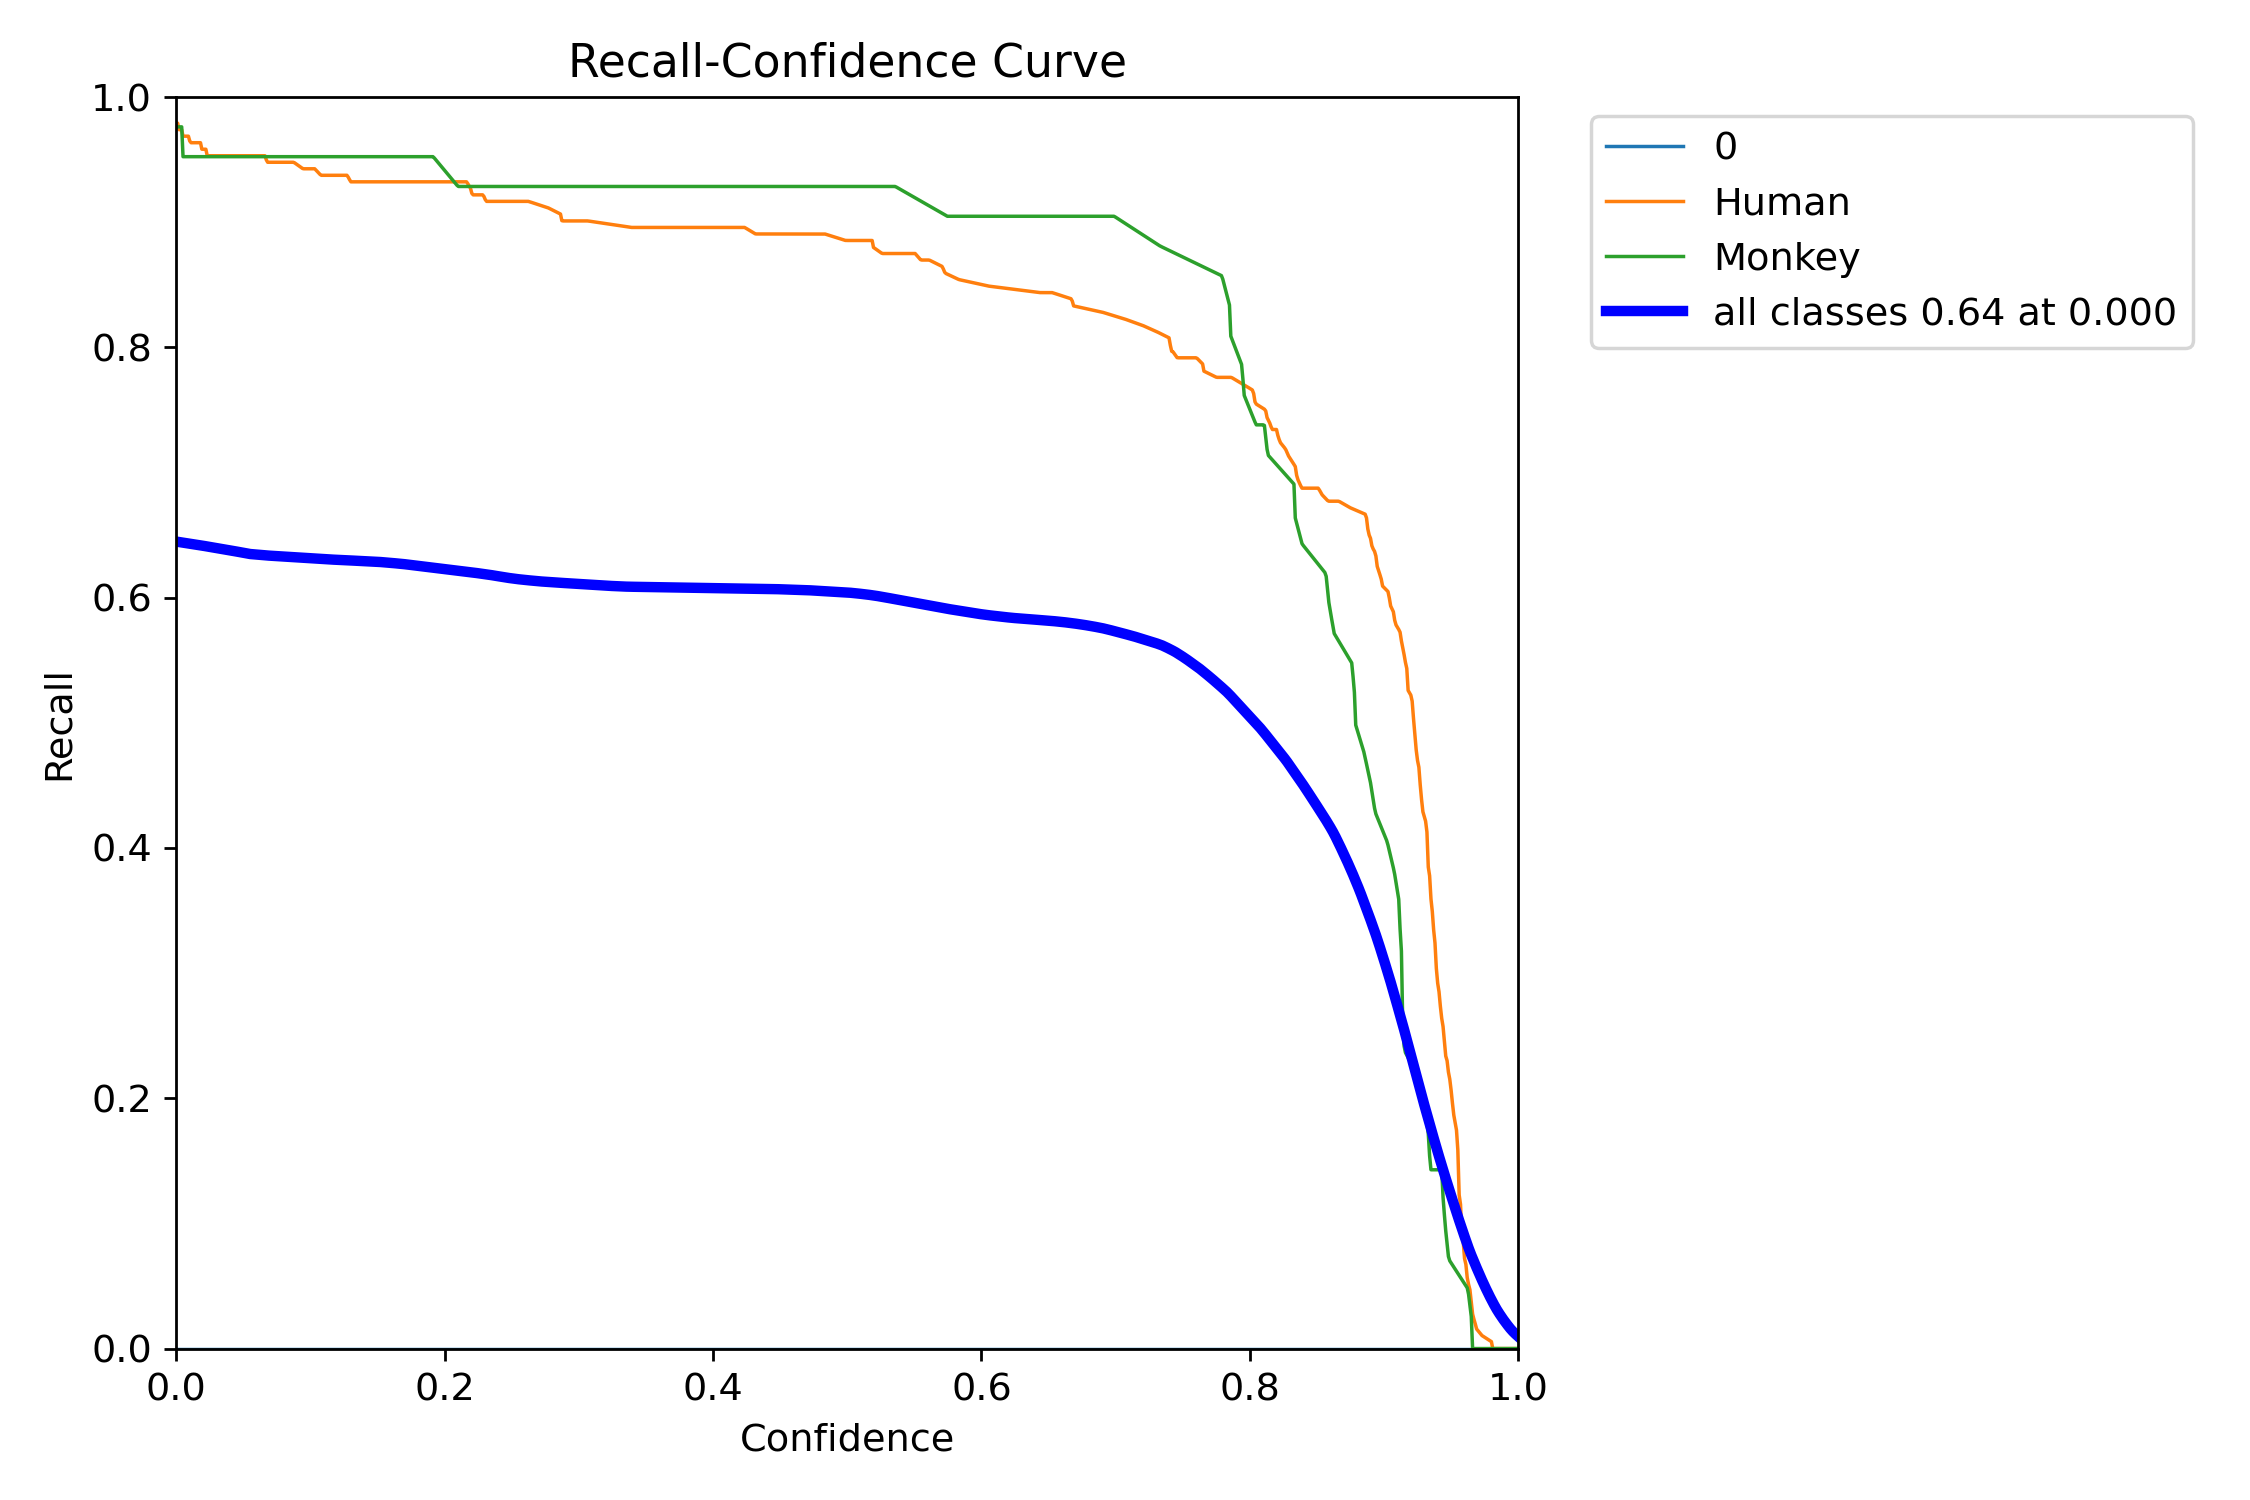 Recall-Confidence Curve
1.0
0.8
0.6
0.4
0.2
0.0
Recall
0.0 0.2 0.4 0.6 0.8 1.0
Confidence
0
Human
Monkey
all classes 0.64 at 0.000